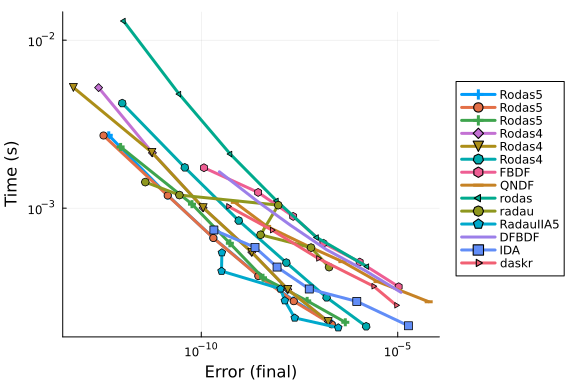 Time (s)
10⁻²
10⁻³
10⁻¹⁰
10⁻⁵
Error (final)
Rodas5
Rodas5
Rodas5
Rodas4
Rodas4
Rodas4
FBDF
QNDF
rodas
radau
RadauIIA5
DFBDF
IDA
daskr